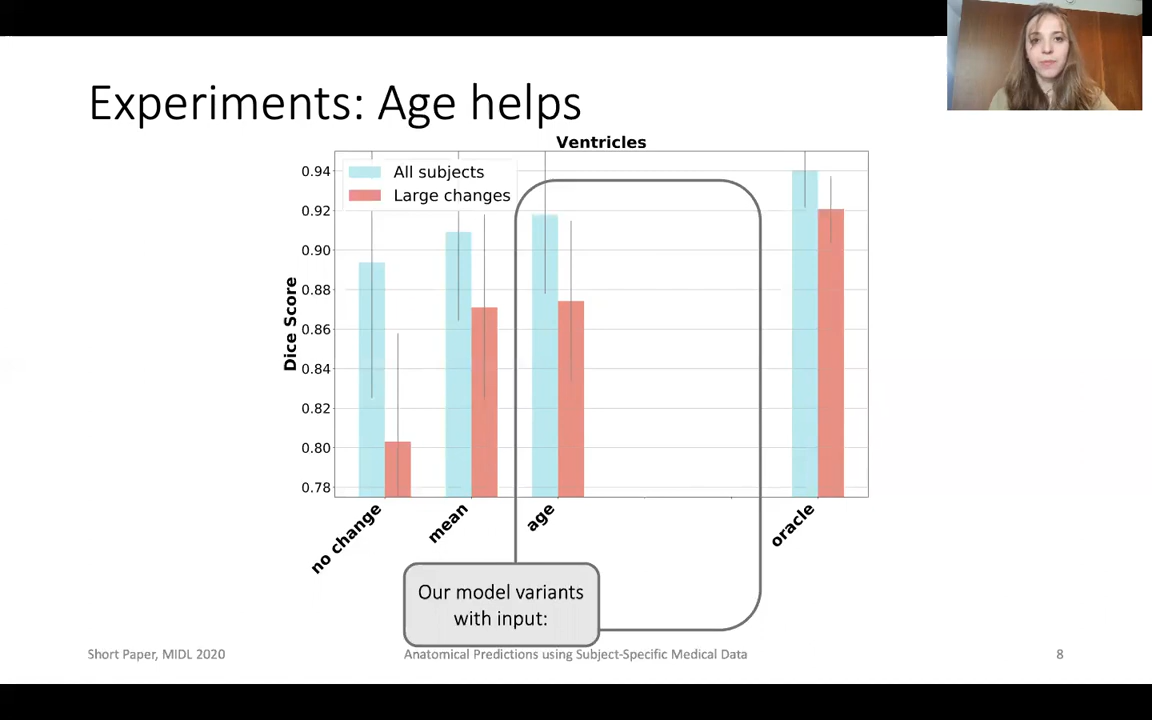 Experiments: Age helps
Ventricles
All subjects
Large changes
Dice Score
0.94
0.92
0.90
0.88
0.86
0.84
0.82
0.80
0.78
no change
mean
age
oracle
Our model variants
with input:
Short Paper, MIDL 2020
Anatomical Predictions using Subject-Specific Medical Data
8